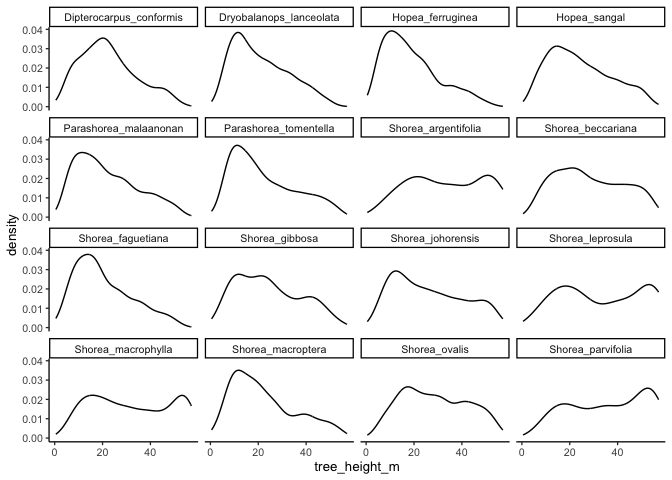 Dipterocarpus_conformis Dryobalanops_lanceolata Hopea_ferruginea Hopea_sangal
0.04
0.03
0.02
0.01
0.00
Parashorea_malaanonan Parashorea_tomentella Shorea_argentifolia Shorea_beccariana
0.04
0.03
0.02
0.01
0.00
density
Shorea_faguetiana Shorea_gibbosa Shorea_johorensis Shorea_leprosula
0.04
0.03
0.02
0.01
0.00
Shorea_macrophylla Shorea_macroptera Shorea_ovalis Shorea_parvifolia
0.04
0.03
0.02
0.01
0.00
0 20 40 0 20 40 0 20 40 0 20 40
tree_height_m